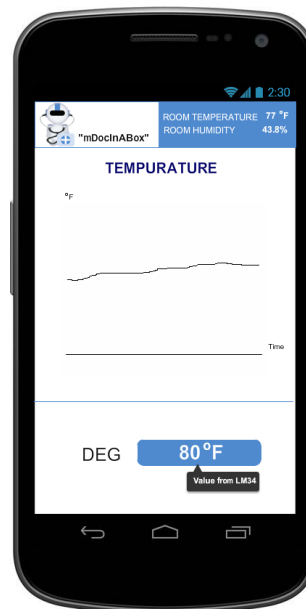 2:30
"mDocInABox"
ROOM TEMPERATURE 77 °F
ROOM HUMIDITY 43.8%
TEMPURATURE
°F
Time
DEG 80°F
Value from LM34